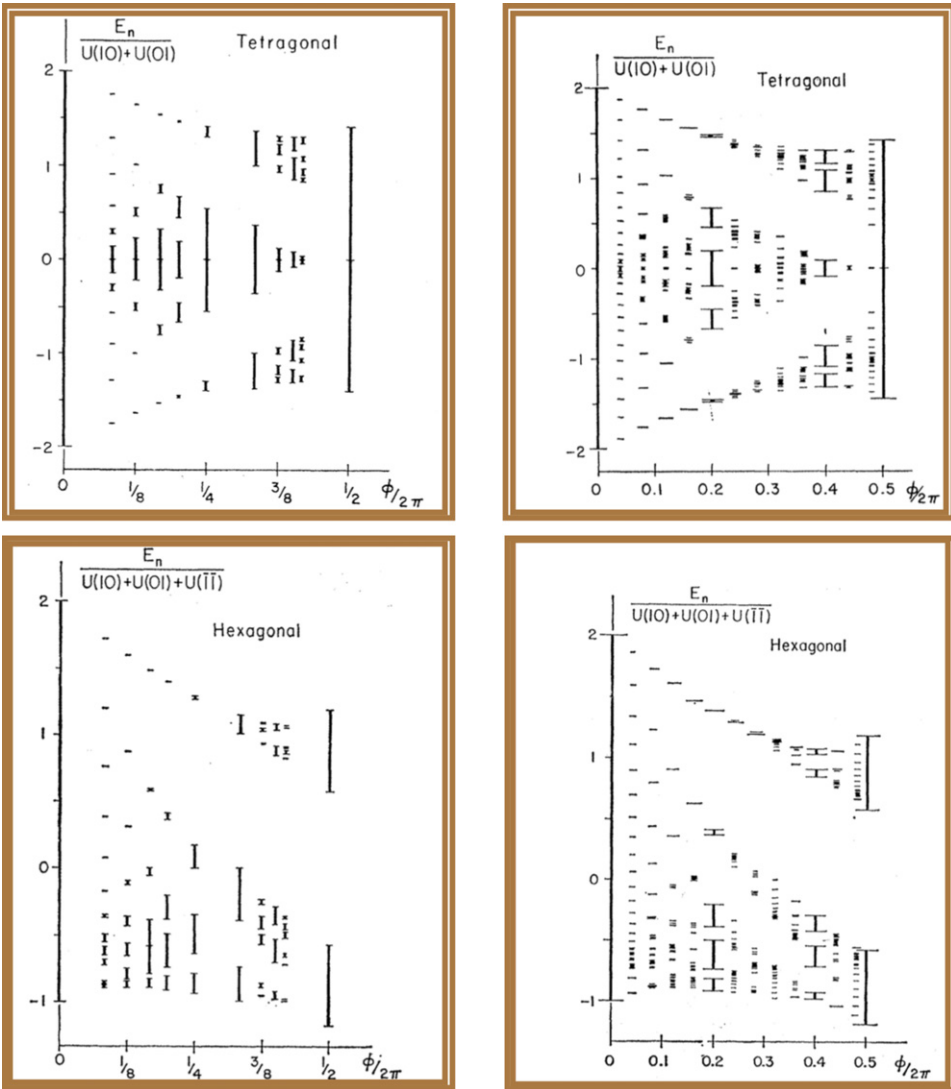 E_n
U(10)+U(01)
Tetragonal
2
1
0
-1
-2
0
1/8
1/4
3/8
1/2
ϕ/2π
E_n
U(10)+U(01)
Tetragonal
2
1
0
-1
-2
0
0.1
0.2
0.3
0.4
0.5
ϕ/2π
E_n
U(10)+U(01)+U(1̄1̄)
Hexagonal
2
1
0
-1
0
1/8
1/4
3/8
1/2
ϕ/2π
E_n
U(10)+U(01)+U(1̄1̄)
Hexagonal
2
1
0
-1
0
0.1
0.2
0.3
0.4
0.5
ϕ/2π